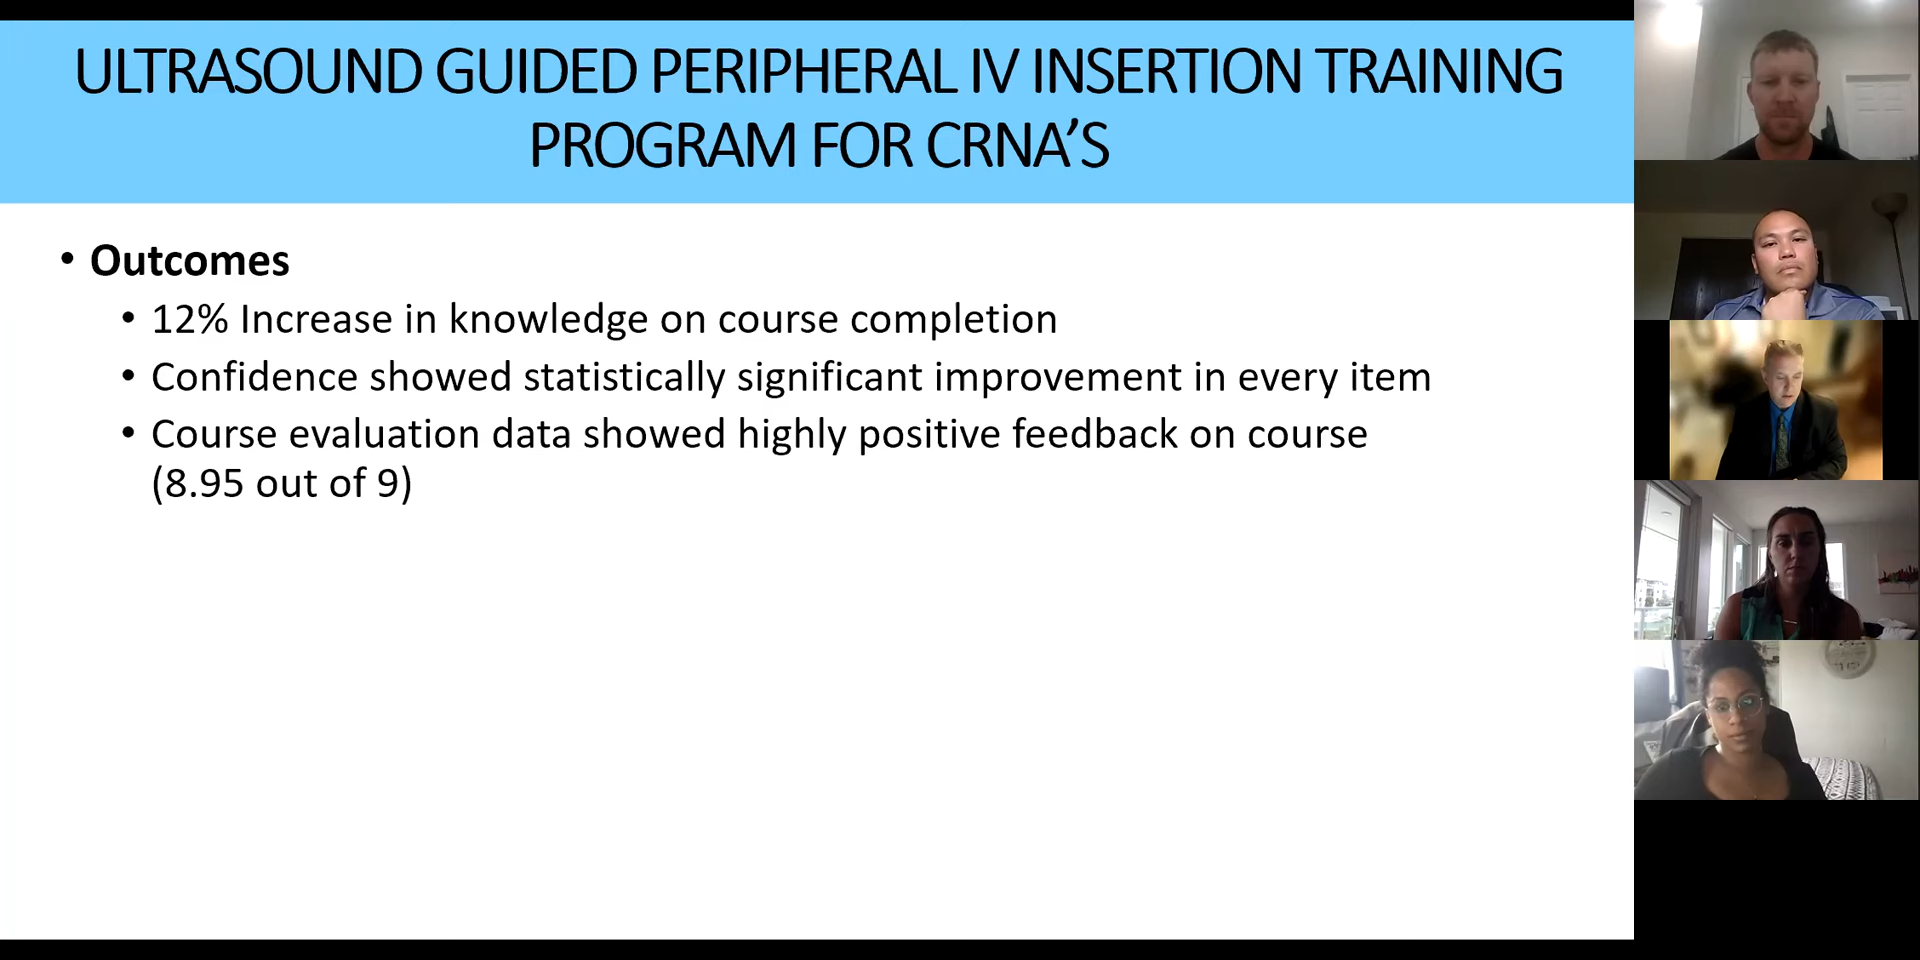 ULTRASOUND GUIDED PERIPHERAL IV INSERTION TRAINING
PROGRAM FOR CRNA’S
• Outcomes
• 12% Increase in knowledge on course completion
• Confidence showed statistically significant improvement in every item
• Course evaluation data showed highly positive feedback on course
(8.95 out of 9)